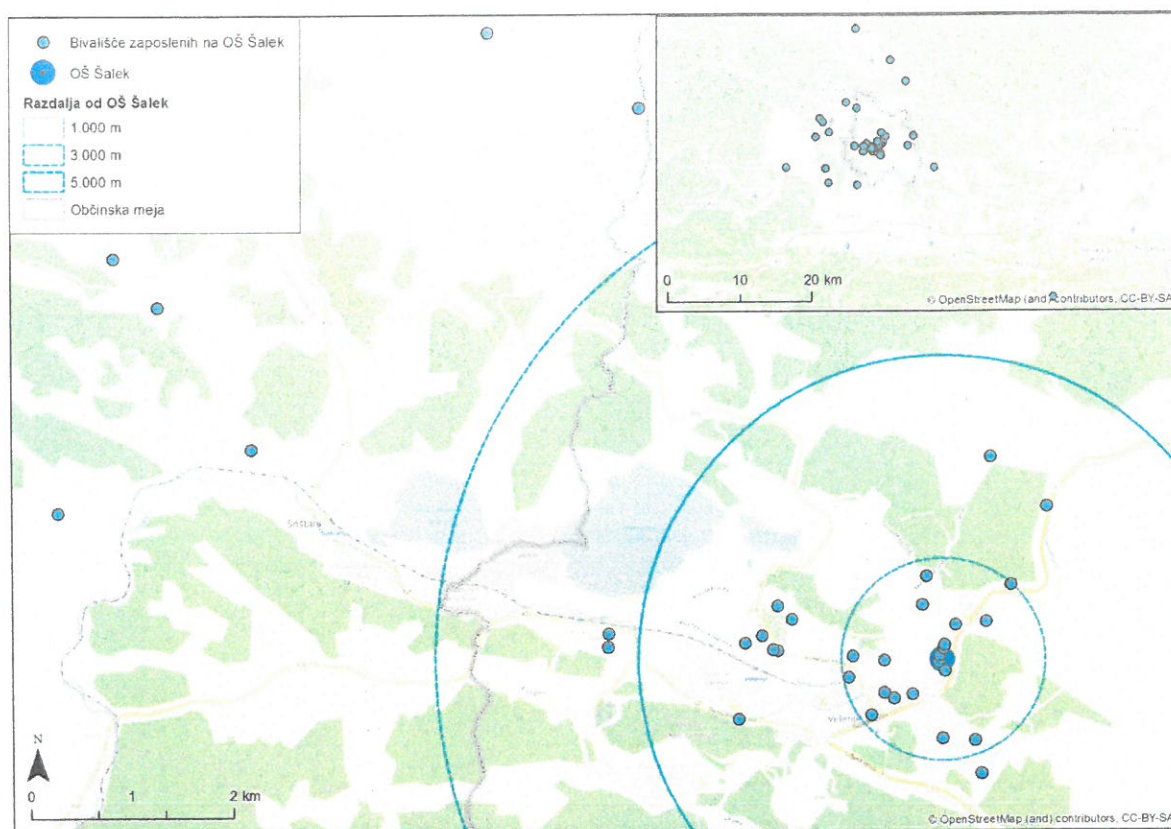 Bivališče zaposlenih na OŠ Šalek
OŠ Šalek
Razdalja od OŠ Šalek
1.000 m
3.000 m
5.000 m
Občinska meja
0 10 20 km
© OpenStreetMap (and) contributors, CC-BY-SA
Šoštanj
Velenje
N
0 1 2 km
© OpenStreetMap (and) contributors, CC-BY-SA